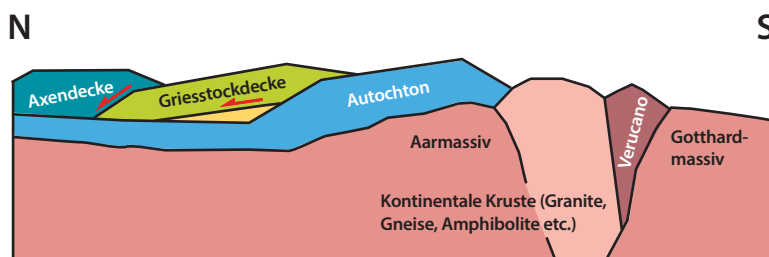 N
S
Axendecke
Griesstockdecke
Autochton
Verucano
Aarmassiv
Gotthard-
massiv
Kontinentale Kruste (Granite,
Gneise, Amphibolite etc.)